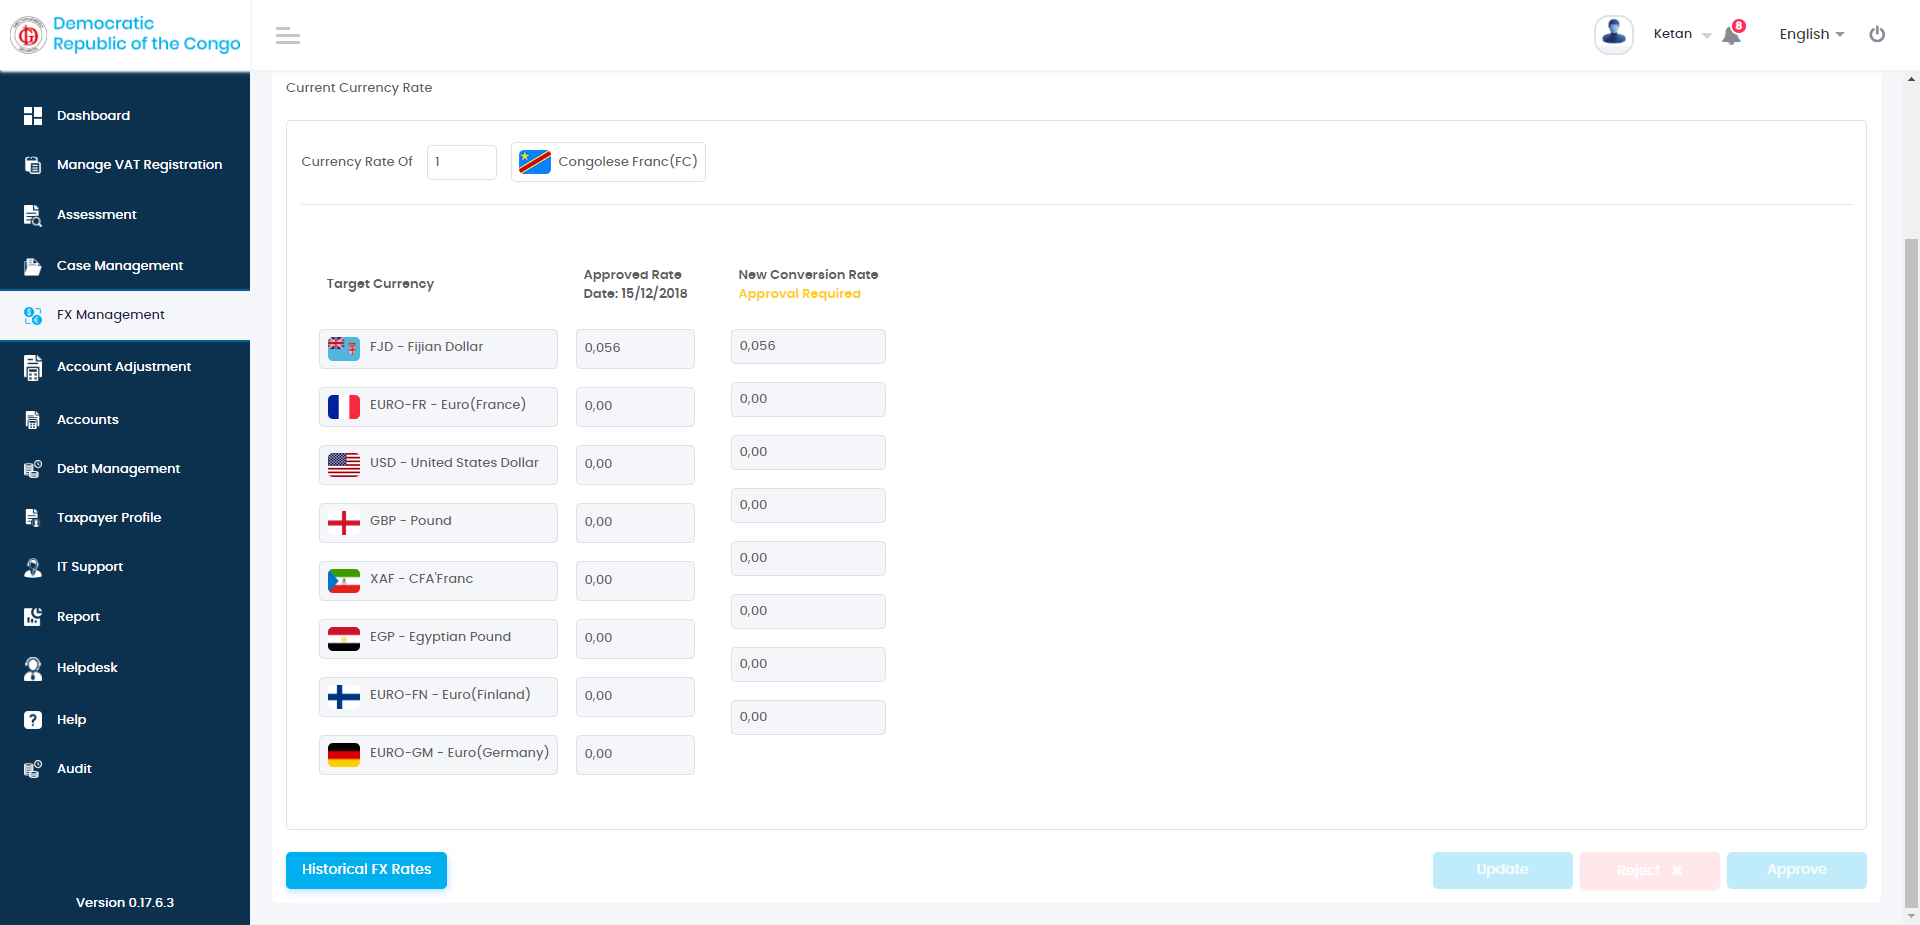 Democratic
Republic of the Congo
Ketan
8
English
Dashboard
Manage VAT Registration
Assessment
Case Management
FX Management
Account Adjustment
Accounts
Debt Management
Taxpayer Profile
IT Support
Report
Helpdesk
Help
Audit
Version 0.17.6.3
Current Currency Rate
Currency Rate Of 1 Congolese Franc(FC)
Target Currency
Approved Rate
Date: 15/12/2018
New Conversion Rate
Approval Required
FJD - Fijian Dollar 0,056 0,056
EURO-FR - Euro(France) 0,00 0,00
USD - United States Dollar 0,00 0,00
GBP - Pound 0,00 0,00
XAF - CFA'Franc 0,00 0,00
EGP - Egyptian Pound 0,00 0,00
EURO-FN - Euro(Finland) 0,00 0,00
EURO-GM - Euro(Germany) 0,00 0,00
Historical FX Rates
Update
Reject
Approve